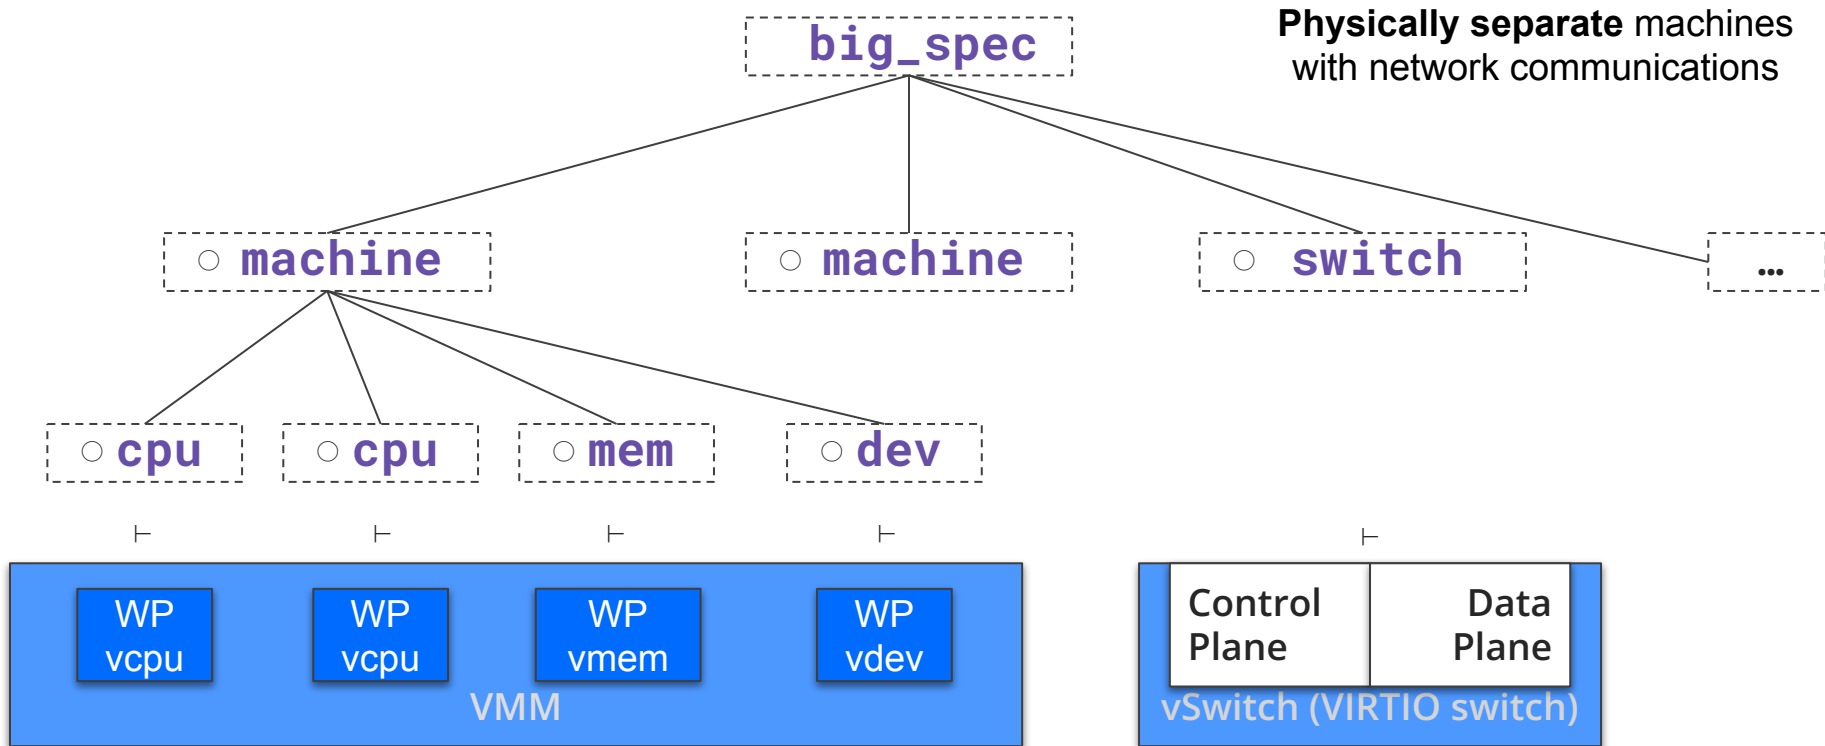 big_spec
Physically separate machines
with network communications
○ machine
○ machine
○ switch
...
○ cpu
○ cpu
○ mem
○ dev
⊢
⊢
⊢
⊢
⊢
WP
vcpu
WP
vcpu
WP
vmem
WP
vdev
VMM
Control
Plane
Data
Plane
vSwitch (VIRTIO switch)